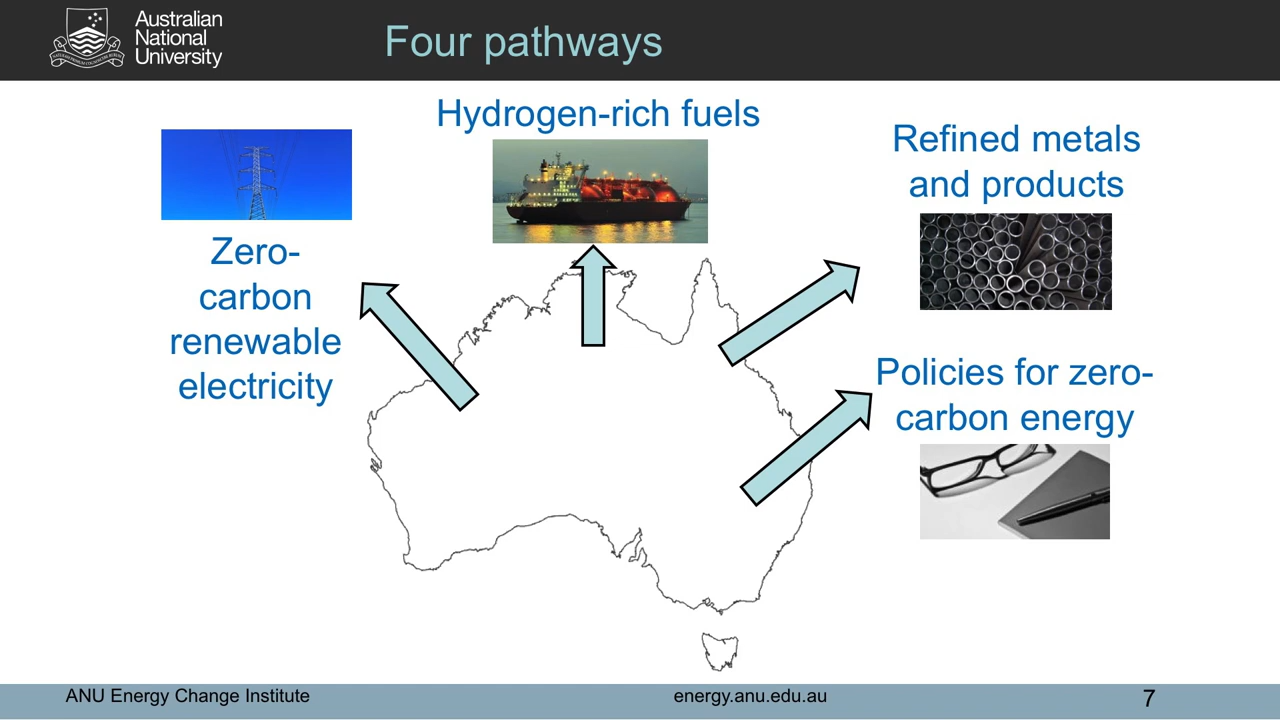 Australian
National
University
Four pathways
Hydrogen-rich fuels
Zero-
carbon
renewable
electricity
Refined metals
and products
Policies for zero-
carbon energy
ANU Energy Change Institute
energy.anu.edu.au
7